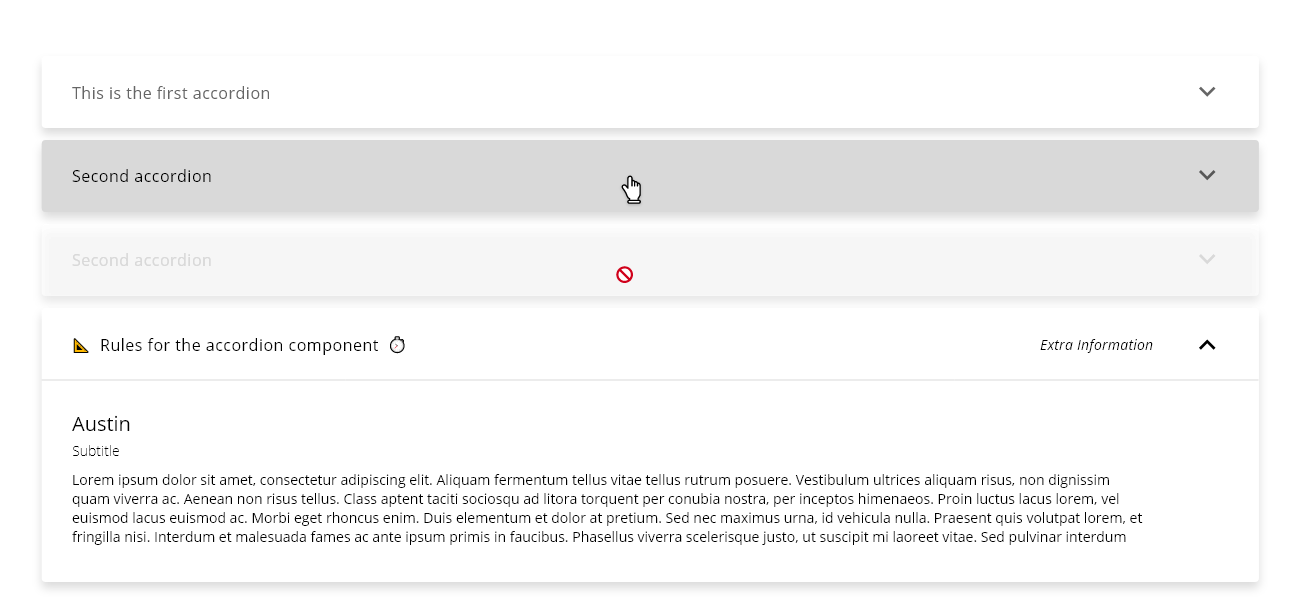 This is the first accordion
Second accordion
Second accordion
Rules for the accordion component
Extra Information
Austin
Subtitle
Lorem ipsum dolor sit amet, consectetur adipiscing elit. Aliquam fermentum tellus vitae tellus rutrum posuere. Vestibulum ultrices aliquam risus, non dignissim
quam viverra ac. Aenean non risus tellus. Class aptent taciti sociosqu ad litora torquent per conubia nostra, per inceptos himenaeos. Proin luctus lacus lorem, vel
euismod lacus euismod ac. Morbi eget rhoncus enim. Duis elementum et dolor at pretium. Sed nec maximus urna, id vehicula nulla. Praesent quis volutpat lorem, et
fringilla nisi. Interdum et malesuada fames ac ante ipsum primis in faucibus. Phasellus viverra scelerisque justo, ut suscipit mi laoreet vitae. Sed pulvinar interdum